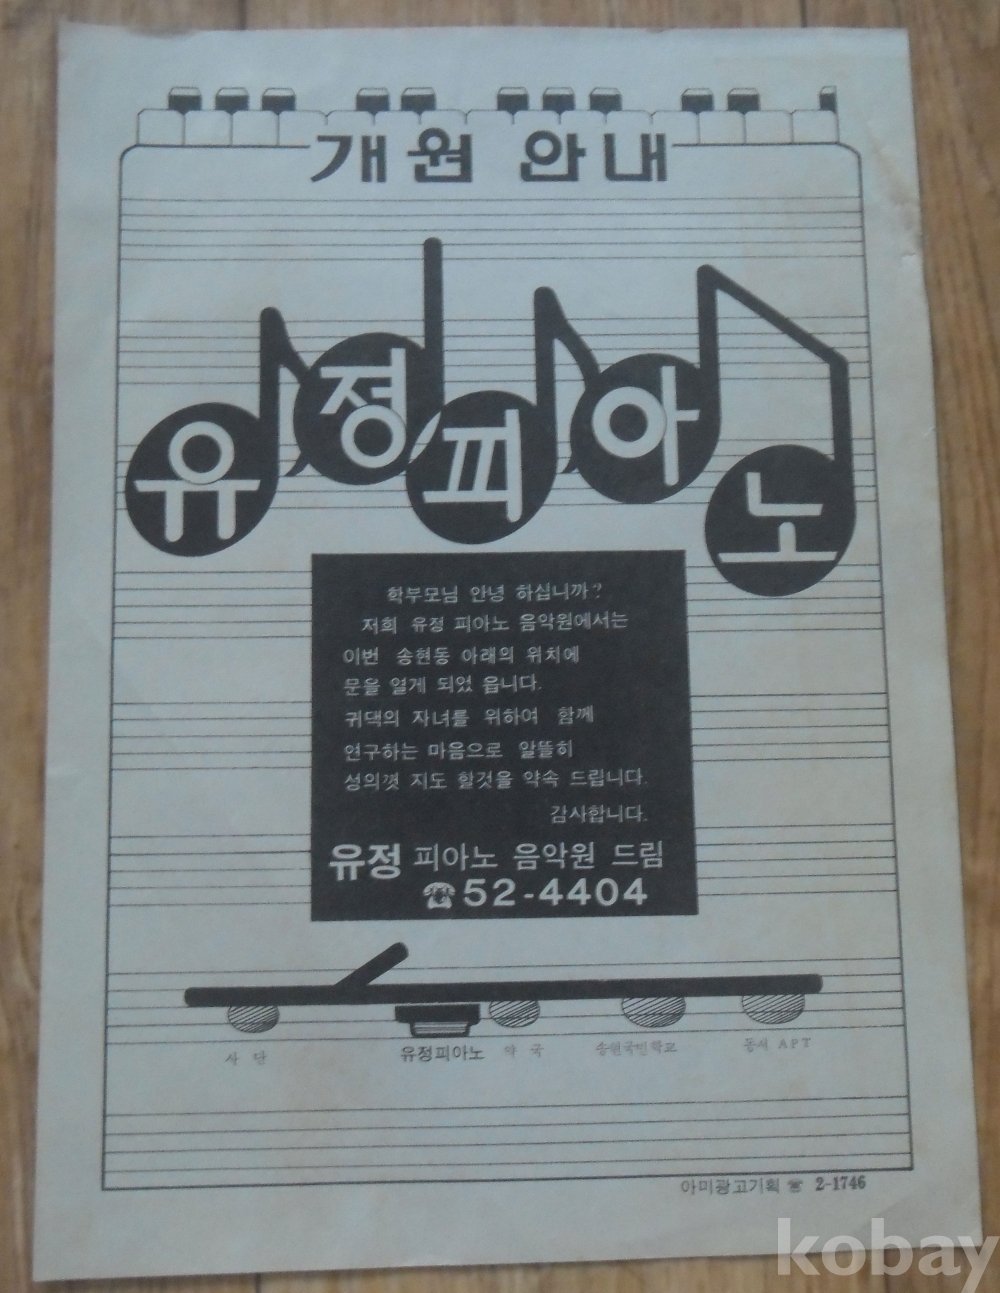 개원 안내
유정피아노
학부모님 안녕 하십니까?
저희 유정 피아노 음악원에서는
이번 송현동 아래의 위치에
문을 열게 되었 읍니다.
귀댁의 자녀를 위하여 함께
연구하는 마음으로 알뜰히
성의껏 지도 할것을 약속 드립니다.
감사합니다.
유정 피아노 음악원 드림
☎52-4404
사단 유정피아노 약국 송현국민학교 동서 APT
아미광고기획 ☎ 2-1746
kobay